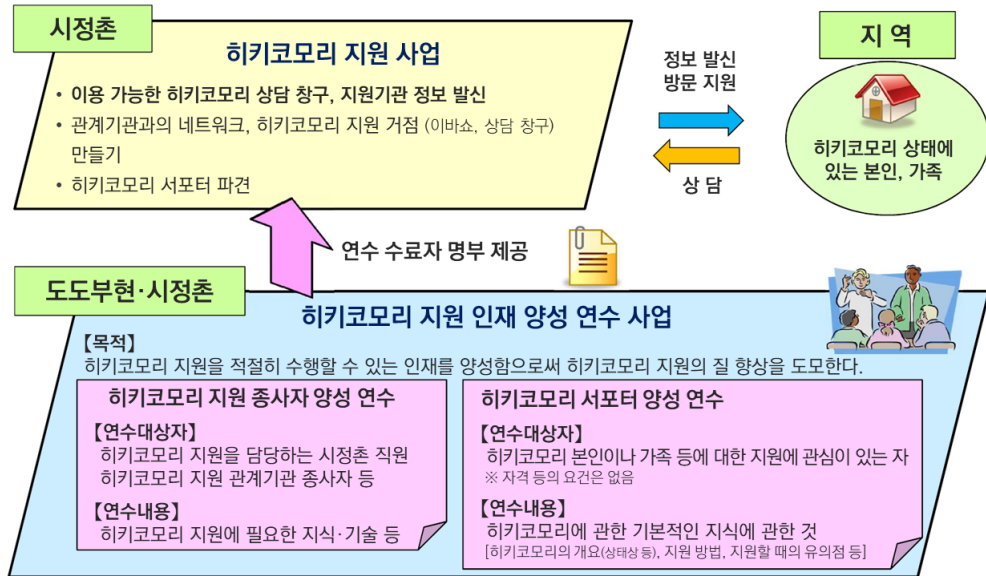 시정촌
히키코모리 지원 사업
• 이용 가능한 히키코모리 상담 창구, 지원기관 정보 발신
• 관계기관과의 네트워크, 히키코모리 지원 거점 (이바쇼, 상담 창구)
만들기
• 히키코모리 서포터 파견
정보 발신
방문 지원
상 담
지 역
히키코모리 상태에
있는 본인, 가족
연수 수료자 명부 제공
도도부현·시정촌
히키코모리 지원 인재 양성 연수 사업
【목적】
히키코모리 지원을 적절히 수행할 수 있는 인재를 양성함으로써 히키코모리 지원의 질 향상을 도모한다.
히키코모리 지원 종사자 양성 연수
【연수대상자】
히키코모리 지원을 담당하는 시정촌 직원
히키코모리 지원 관계기관 종사자 등
【연수내용】
히키코모리 지원에 필요한 지식·기술 등
히키코모리 서포터 양성 연수
【연수대상자】
히키코모리 본인이나 가족 등에 대한 지원에 관심이 있는 자
※ 자격 등의 요건은 없음
【연수내용】
히키코모리에 관한 기본적인 지식에 관한 것
[히키코모리의 개요(상태상 등), 지원 방법, 지원할 때의 유의점 등]